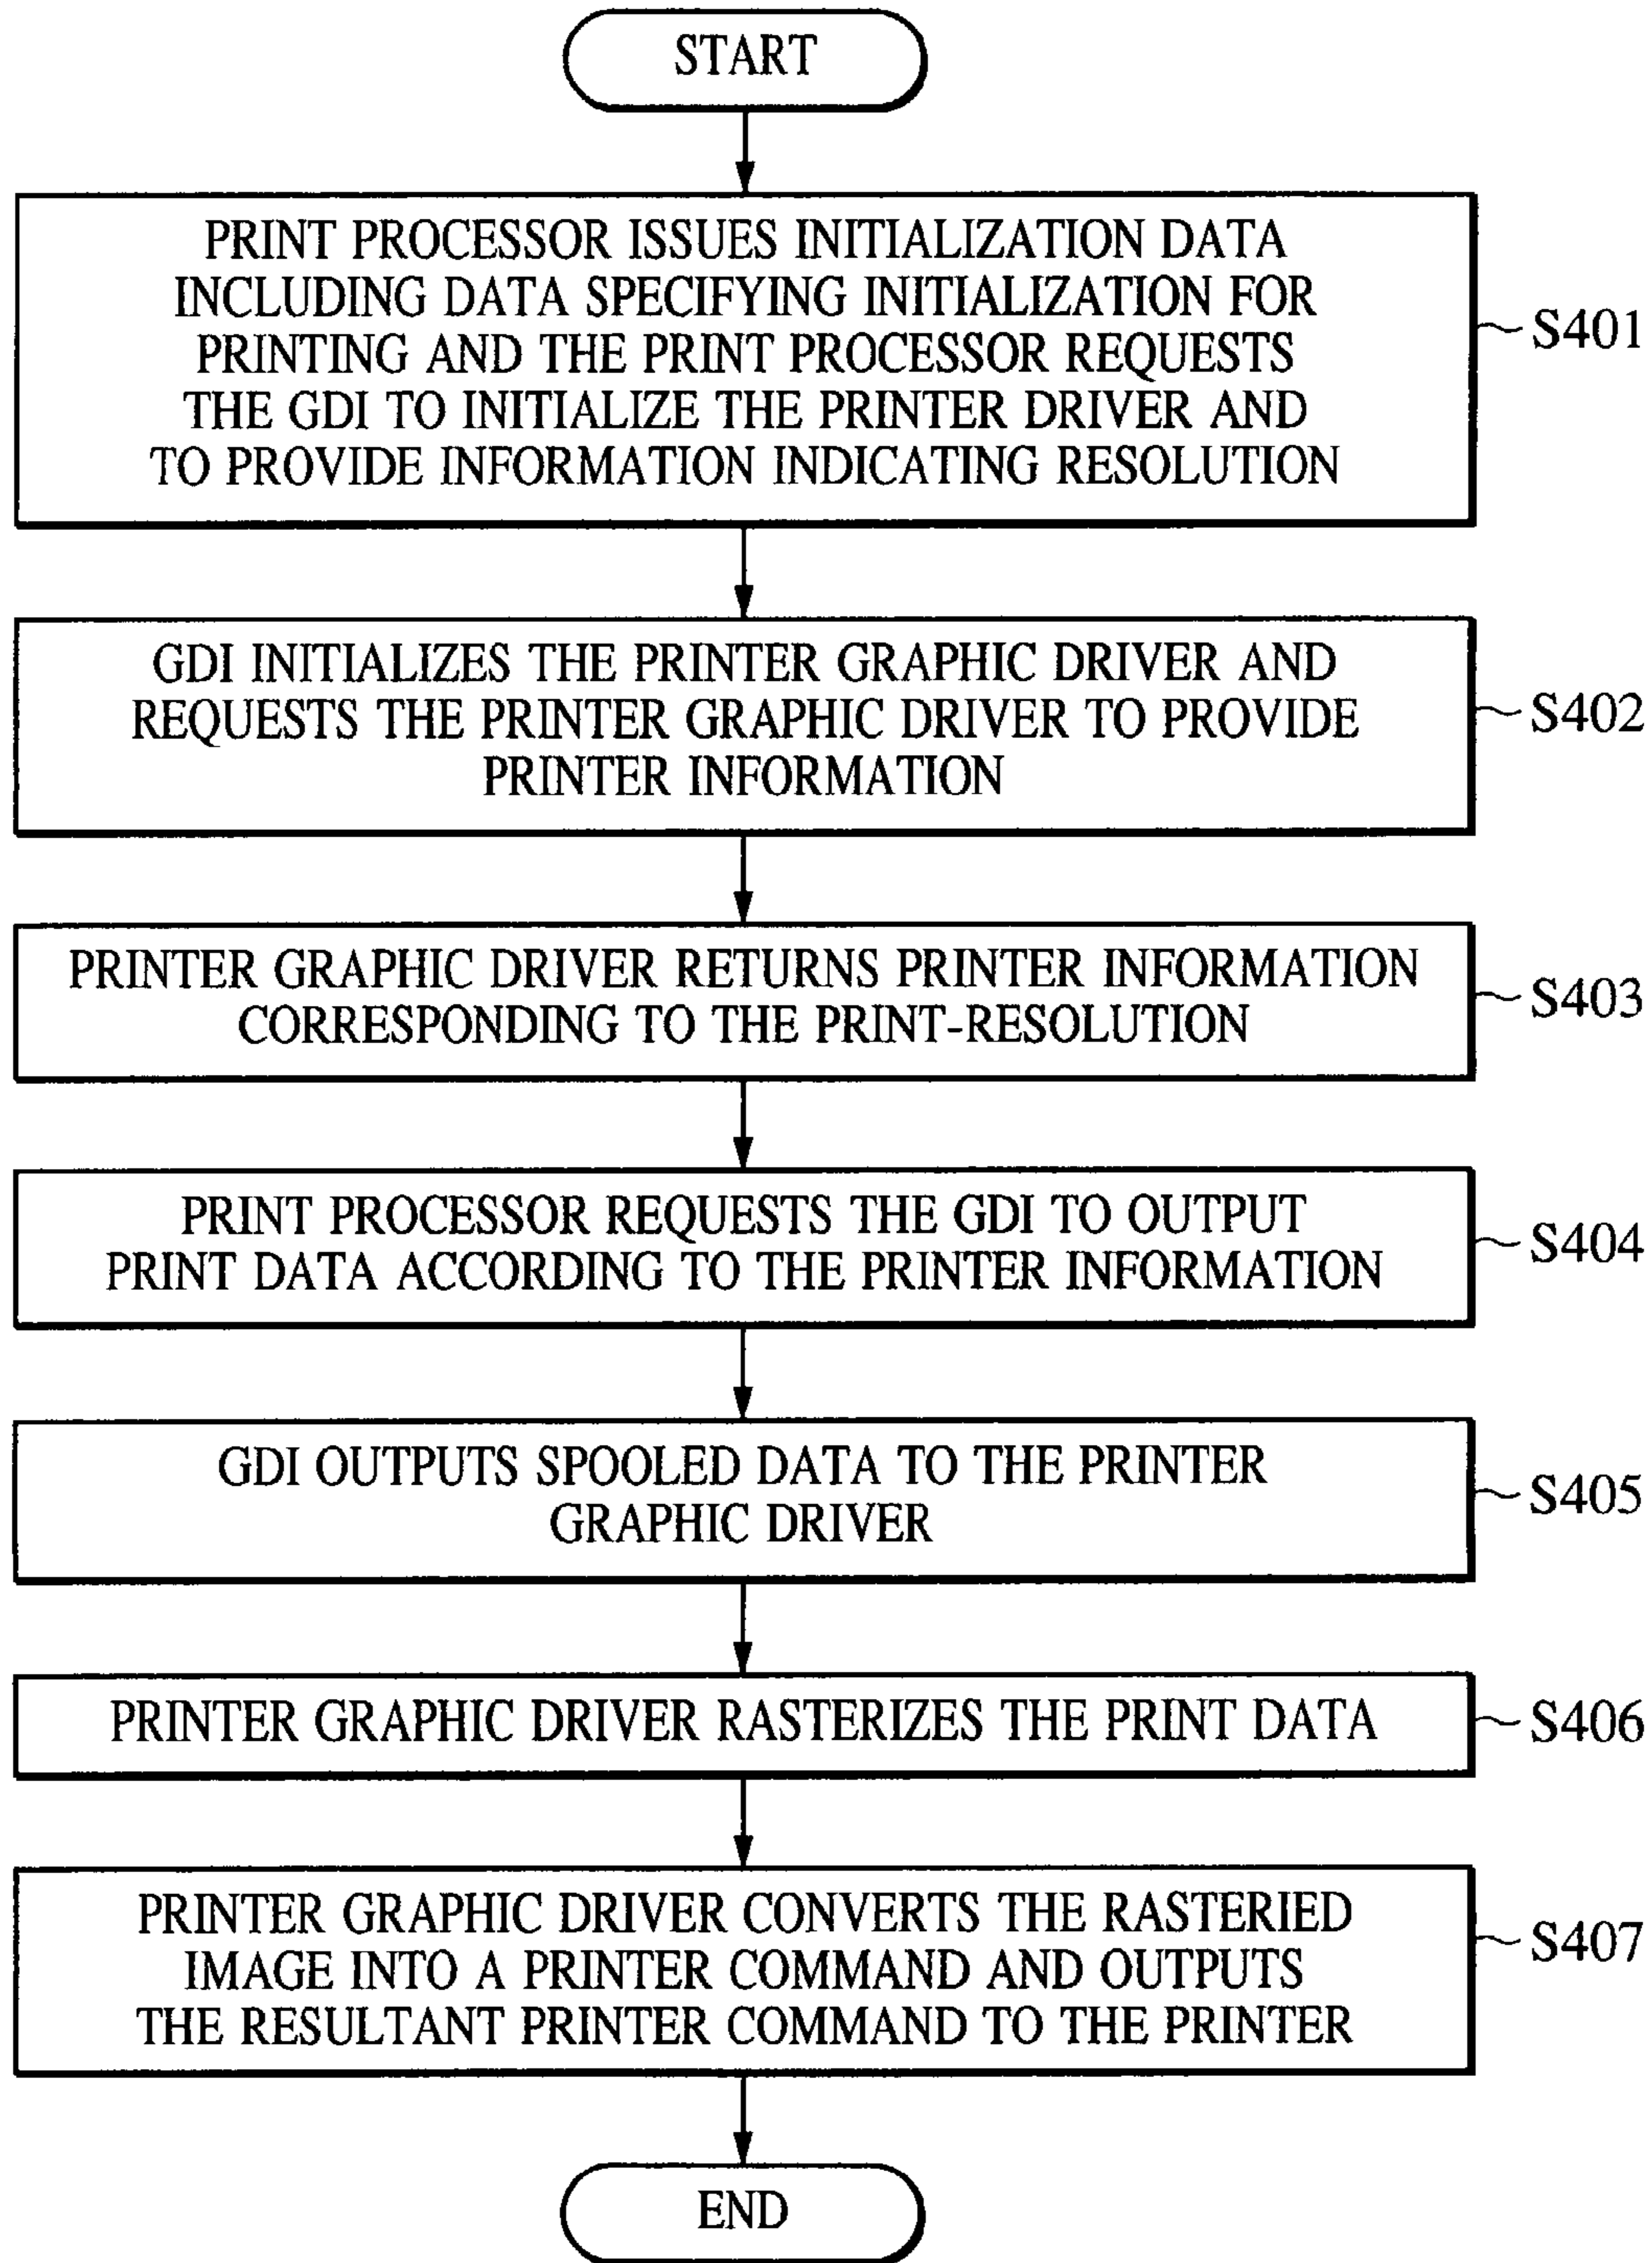 START
PRINT PROCESSOR ISSUES INITIALIZATION DATA
INCLUDING DATA SPECIFYING INITIALIZATION FOR
PRINTING AND THE PRINT PROCESSOR REQUESTS
THE GDI TO INITIALIZE THE PRINTER DRIVER AND
TO PROVIDE INFORMATION INDICATING RESOLUTION
S401
GDI INITIALIZES THE PRINTER GRAPHIC DRIVER AND
REQUESTS THE PRINTER GRAPHIC DRIVER TO PROVIDE
PRINTER INFORMATION
S402
PRINTER GRAPHIC DRIVER RETURNS PRINTER INFORMATION
CORRESPONDING TO THE PRINT-RESOLUTION
S403
PRINT PROCESSOR REQUESTS THE GDI TO OUTPUT
PRINT DATA ACCORDING TO THE PRINTER INFORMATION
S404
GDI OUTPUTS SPOOLED DATA TO THE PRINTER
GRAPHIC DRIVER
S405
PRINTER GRAPHIC DRIVER RASTERIZES THE PRINT DATA
S406
PRINTER GRAPHIC DRIVER CONVERTS THE RASTERIED
IMAGE INTO A PRINTER COMMAND AND OUTPUTS
THE RESULTANT PRINTER COMMAND TO THE PRINTER
S407
END